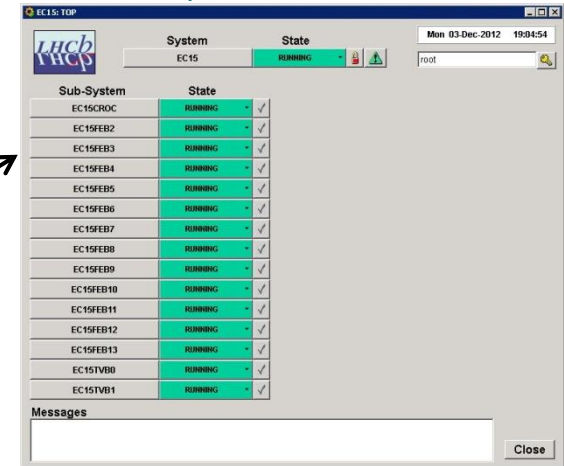 EC15: TOP
LHCb
System State
EC15 RUNNING
Mon 03-Dec-2012 19:04:54
root
Sub-System State
EC15CROC RUNNING
EC15FEB2 RUNNING
EC15FEB3 RUNNING
EC15FEB4 RUNNING
EC15FEB5 RUNNING
EC15FEB6 RUNNING
EC15FEB7 RUNNING
EC15FEB8 RUNNING
EC15FEB9 RUNNING
EC15FEB10 RUNNING
EC15FEB11 RUNNING
EC15FEB12 RUNNING
EC15FEB13 RUNNING
EC15TVB0 RUNNING
EC15TVB1 RUNNING
Messages
Close